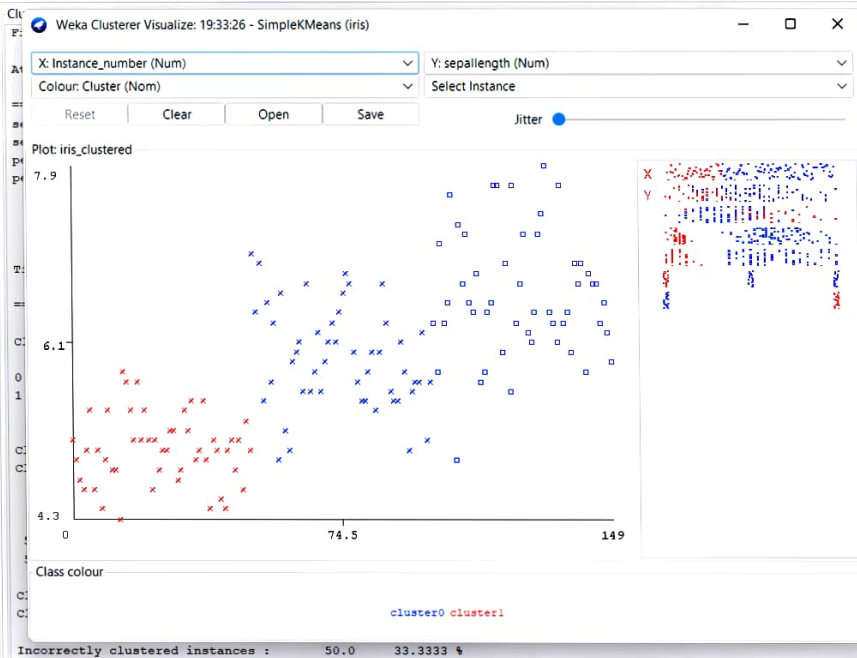 Weka Clusterer Visualize: 19:33:26 - SimpleKMeans (iris)
X: Instance_number (Num)
Y: sepallength (Num)
Colour: Cluster (Nom)
Select Instance
Reset
Clear
Open
Save
Jitter
Plot: iris_clustered
7.9
6.1
4.3
0
74.5
149
X
Y
Class colour
cluster0 cluster1
Incorrectly clustered instances : 50.0 33.3333 %